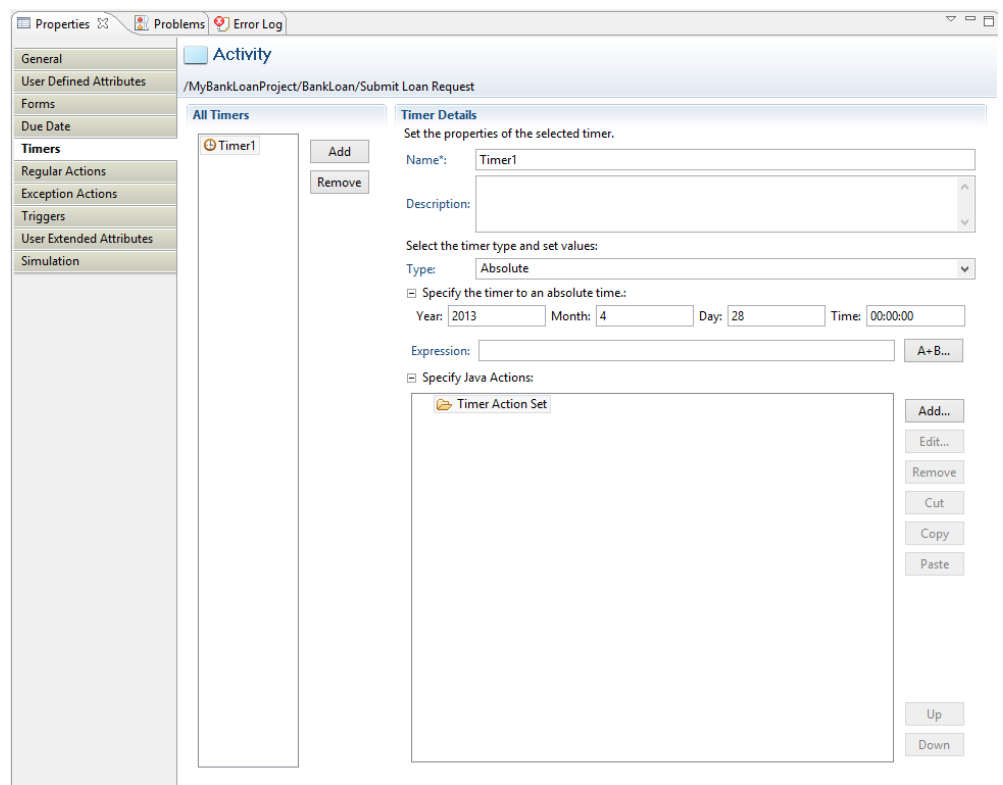 Properties Problems Error Log
Activity
/MyBankLoanProject/BankLoan/Submit Loan Request
General
User Defined Attributes
Forms
Due Date
Timers
Regular Actions
Exception Actions
Triggers
User Extended Attributes
Simulation
All Timers
Timer1
Add
Remove
Timer Details
Set the properties of the selected timer.
Name*: Timer1
Description:
Select the timer type and set values:
Type: Absolute
Specify the timer to an absolute time.:
Year: 2013 Month: 4 Day: 28 Time: 00:00:00
Expression: A+B...
Specify Java Actions:
Timer Action Set
Add...
Edit...
Remove
Cut
Copy
Paste
Up
Down